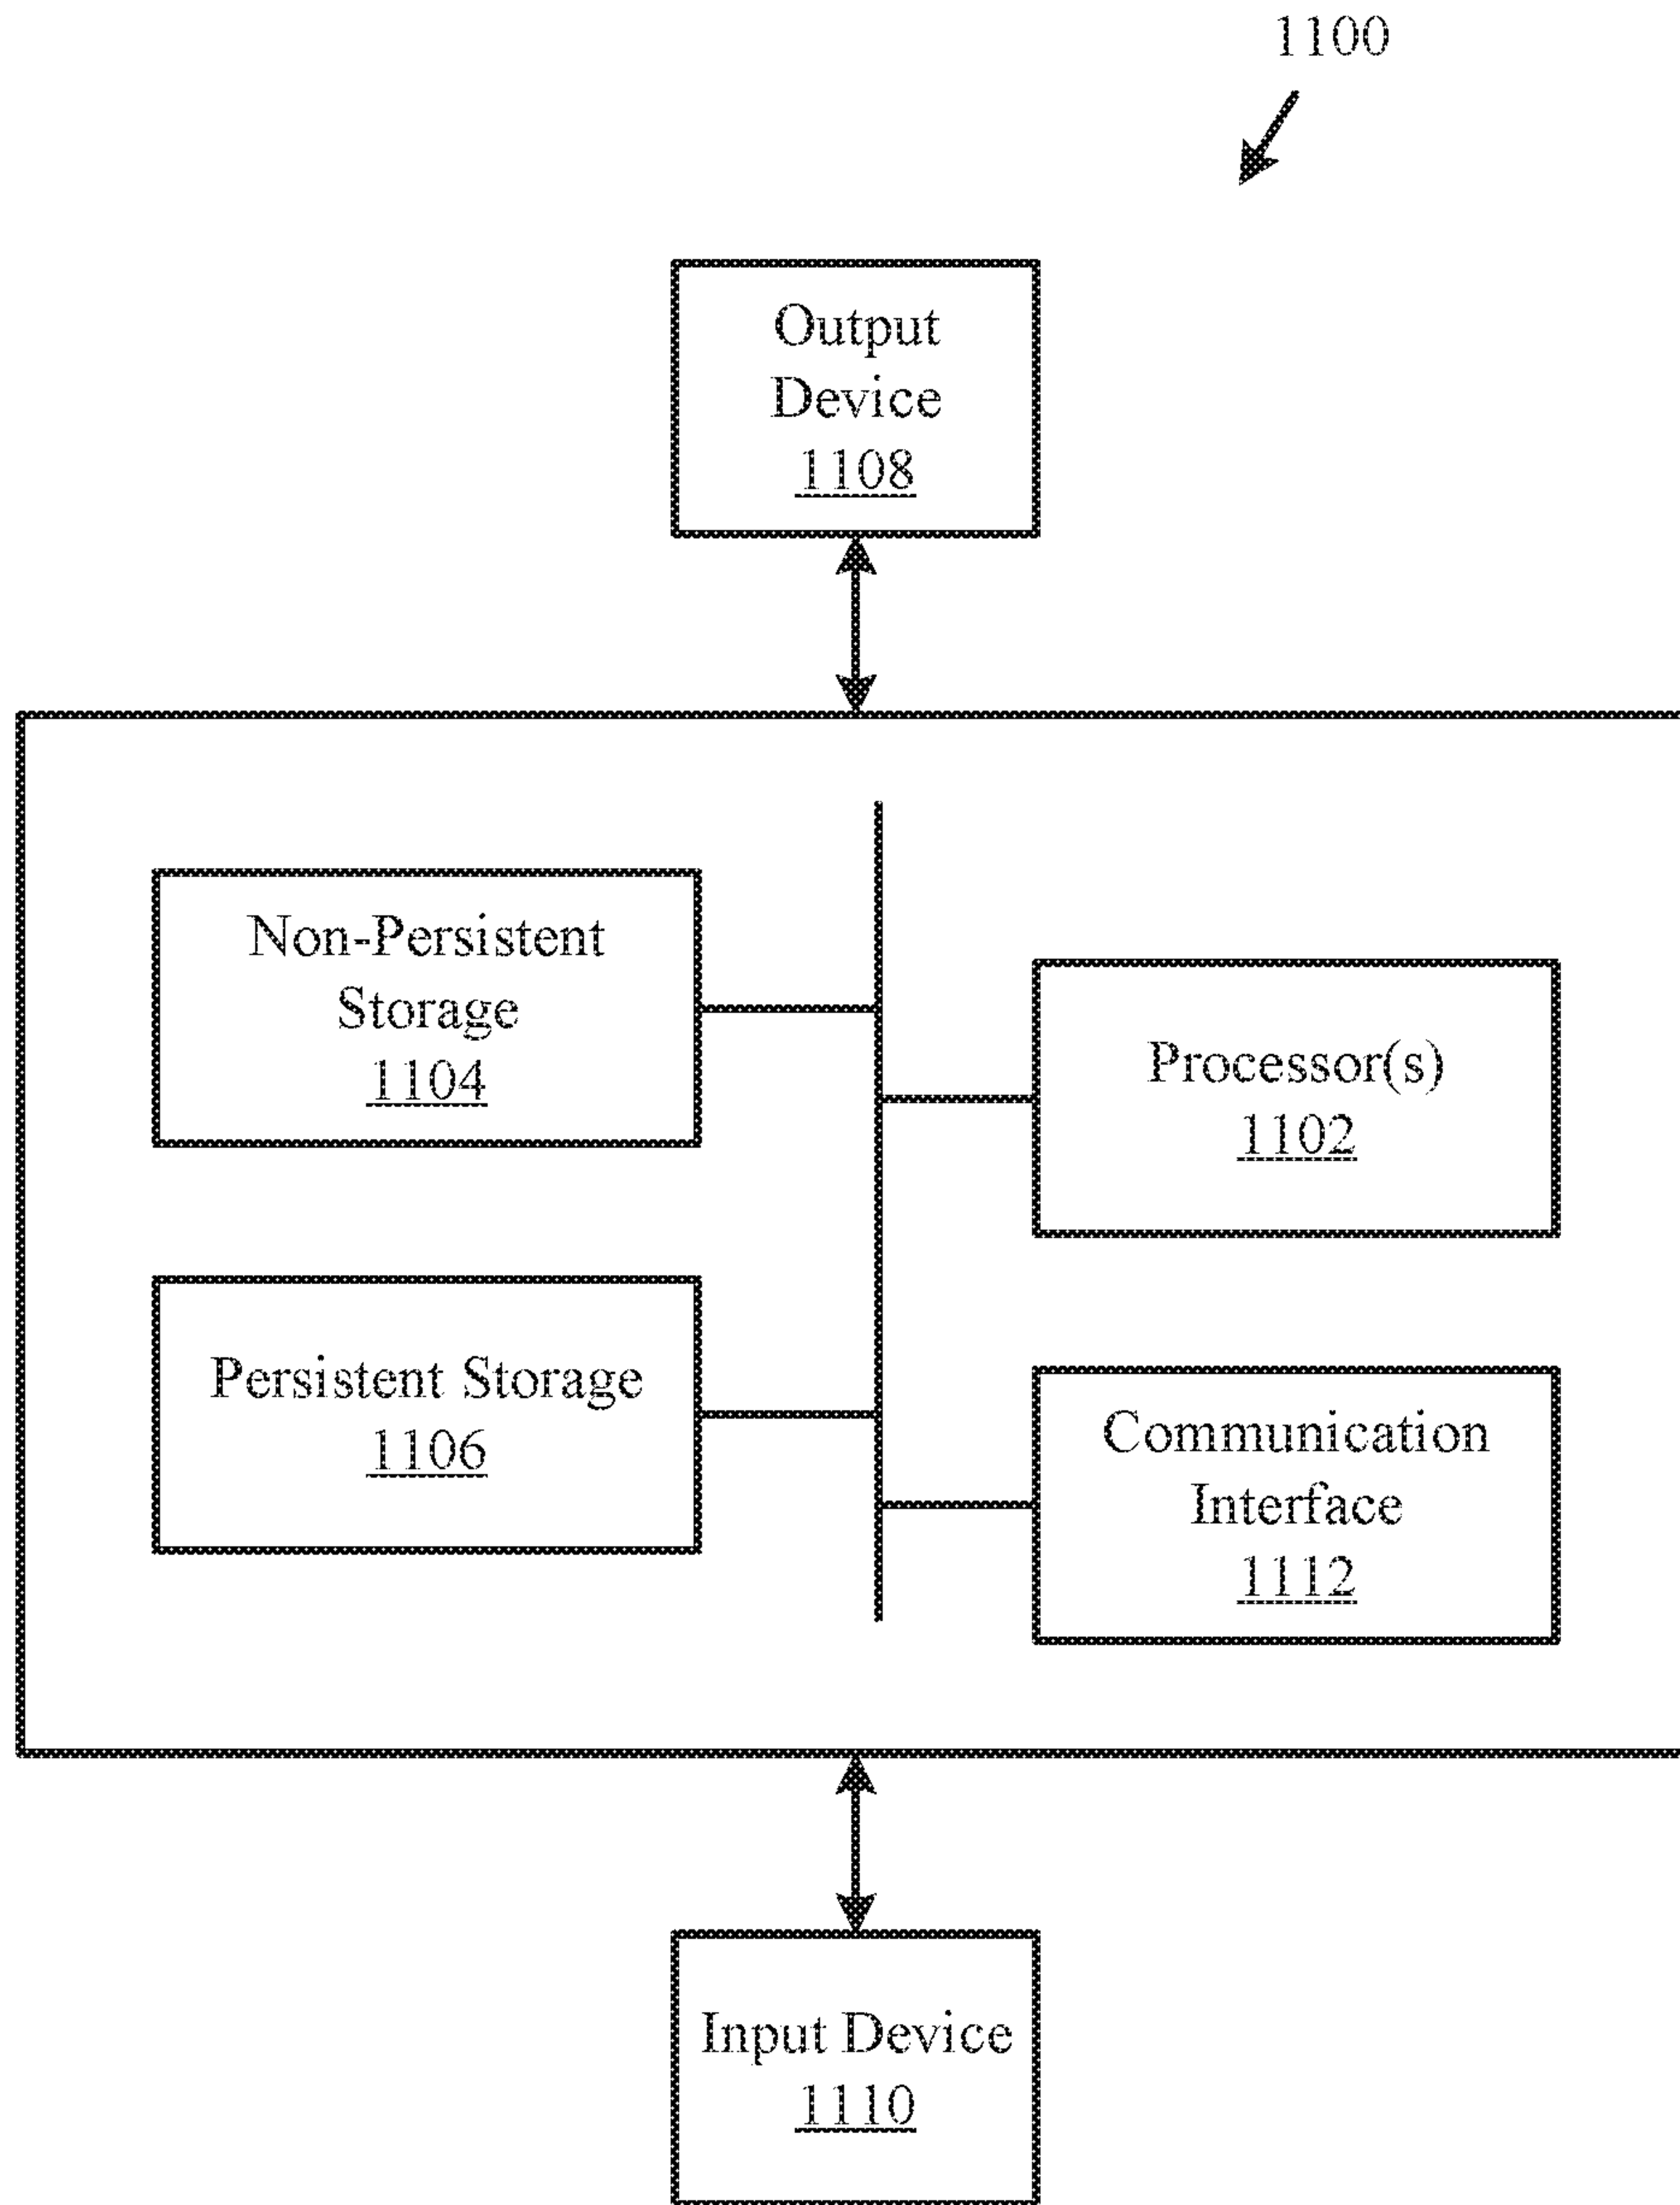 1100
Output
Device
1108
Non-Persistent
Storage
1104
Processor(s)
1102
Persistent Storage
1106
Communication
Interface
1112
Input Device
1110